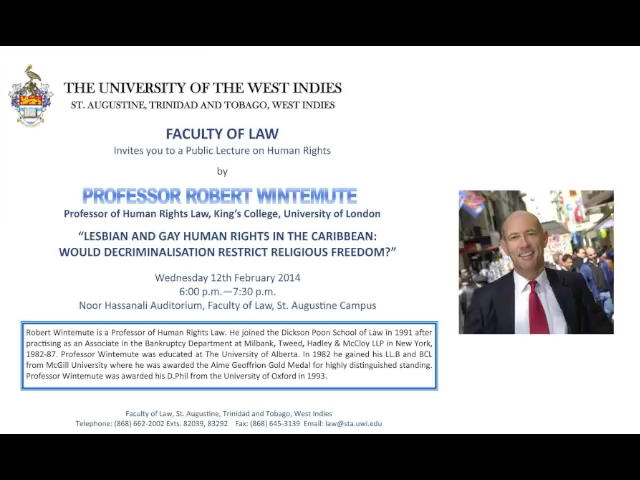 THE UNIVERSITY OF THE WEST INDIES
ST. AUGUSTINE, TRINIDAD AND TOBAGO, WEST INDIES
FACULTY OF LAW
Invites you to a Public Lecture on Human Rights
by
PROFESSOR ROBERT WINTEMUTE
Professor of Human Rights Law, King's College, University of London
“LESBIAN AND GAY HUMAN RIGHTS IN THE CARIBBEAN:
WOULD DECRIMINALISATION RESTRICT RELIGIOUS FREEDOM?”
Wednesday 12th February 2014
6:00 p.m.—7:30 p.m.
Noor Hassanali Auditorium, Faculty of Law, St. Augustine Campus
Robert Wintemute is a Professor of Human Rights Law. He joined the Dickson Poon School of Law in 1991 after
practising as an Associate in the Bankruptcy Department at Milbank, Tweed, Hadley & McCloy LLP in New York,
1982-87. Professor Wintemute was educated at The University of Alberta. In 1982 he gained his LL.B and BCL
from McGill University where he was awarded the Aime Geoffrion Gold Medal for highly distinguished standing.
Professor Wintemute was awarded his D.Phil from the University of Oxford in 1993.
Faculty of Law, St. Augustine, Trinidad and Tobago, West Indies
Telephone: (868) 662-2002 Exts. 82039, 83292 Fax: (868) 645-3139 Email: law@sta.uwi.edu